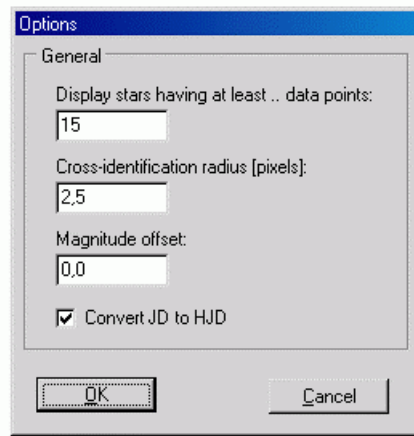 Options
General
Display stars having at least .. data points:
15
Cross-identification radius [pixels]:
2,5
Magnitude offset:
0,0
Convert JD to HJD
OK
Cancel